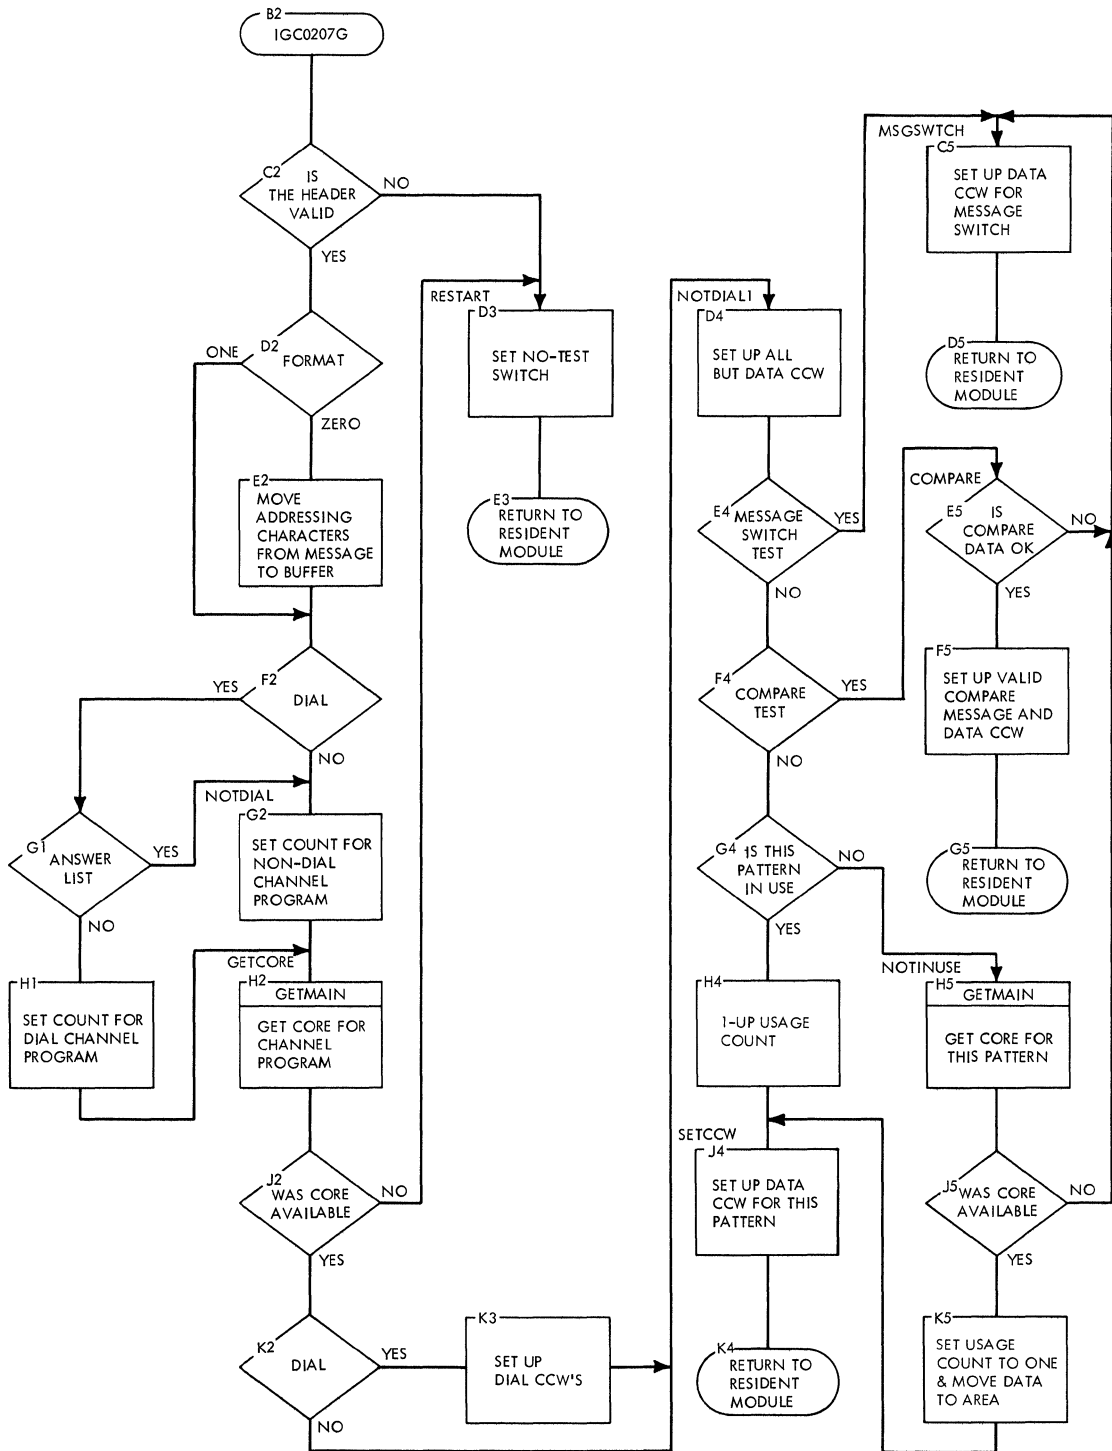 B2
IGC0207G
C2
IS
THE HEADER
VALID
NO
YES
D2
FORMAT
ONE
ZERO
E2
MOVE
ADDRESSING
CHARACTERS
FROM MESSAGE
TO BUFFER
F2
DIAL
YES
NO
G1
ANSWER
LIST
YES
NO
NOTDIAL
G2
SET COUNT FOR
NON-DIAL
CHANNEL
PROGRAM
H1
SET COUNT FOR
DIAL CHANNEL
PROGRAM
GETCORE
H2
GETMAIN
GET CORE FOR
CHANNEL
PROGRAM
J2
WAS CORE
AVAILABLE
NO
YES
K2
DIAL
YES
NO
RESTART
D3
SET NO-TEST
SWITCH
E3
RETURN TO
RESIDENT
MODULE
K3
SET UP
DIAL CCW'S
NOTDIAL1
D4
SET UP ALL
BUT DATA CCW
E4
MESSAGE
SWITCH
TEST
YES
NO
F4
COMPARE
TEST
YES
NO
G4
IS THIS
PATTERN
IN USE
NO
YES
H4
1-UP USAGE
COUNT
SETCCW
J4
SET UP DATA
CCW FOR THIS
PATTERN
K4
RETURN TO
RESIDENT
MODULE
MSGSWTCH
C5
SET UP DATA
CCW FOR
MESSAGE
SWITCH
D5
RETURN TO
RESIDENT
MODULE
COMPARE
E5
IS
COMPARE
DATA OK
NO
YES
F5
SET UP VALID
COMPARE
MESSAGE AND
DATA CCW
G5
RETURN TO
RESIDENT
MODULE
NOTINUSE
H5
GETMAIN
GET CORE FOR
THIS PATTERN
J5
WAS CORE
AVAILABLE
NO
YES
K5
SET USAGE
COUNT TO ONE
& MOVE DATA
TO AREA